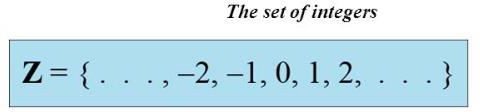 The set of integers
Z = { . . . , –2, –1, 0, 1, 2, . . . }